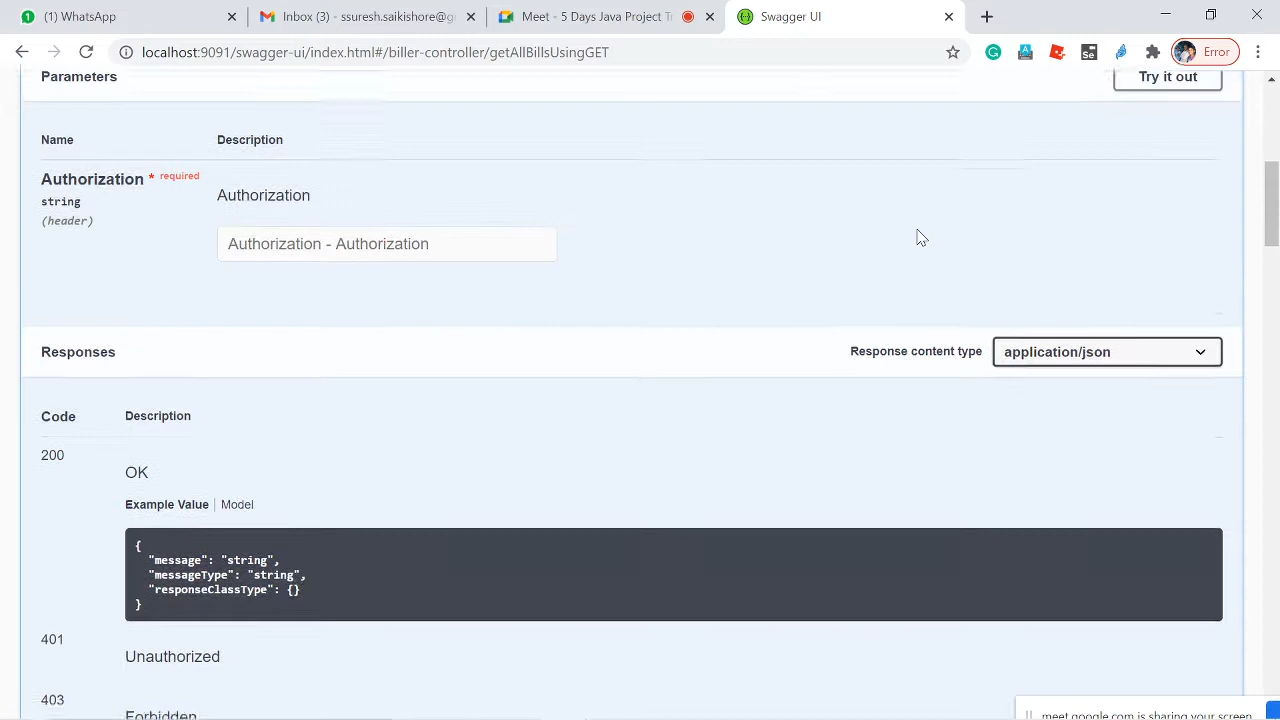 1 (1) WhatsApp
Inbox (3) - ssuresh.saikishore@g
Meet - 5 Days Java Project Tr
Swagger UI
localhost:9091/swagger-ui/index.html#/biller-controller/getAllBillsUsingGET
Error
Parameters
Try it out
Name Description
Authorization * required
string
(header)
Authorization
Authorization - Authorization
Responses
Response content type
application/json
Code Description
200
OK
Example Value | Model
{
"message": "string",
"messageType": "string",
"responseClassType": {}
}
401
Unauthorized
403
Forbidden
meet.google.com is sharing your screen.